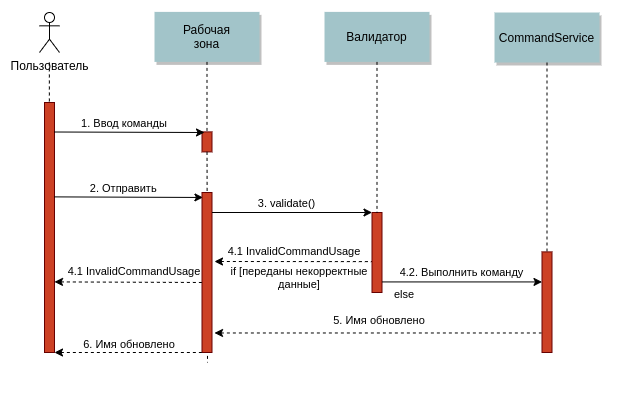 Пользователь
Рабочая
зона
Валидатор
CommandService
1. Ввод команды
2. Отправить
3. validate()
4.1 InvalidCommandUsage
if [переданы некорректные
данные]
4.1 InvalidCommandUsage
4.2. Выполнить команду
else
5. Имя обновлено
6. Имя обновлено